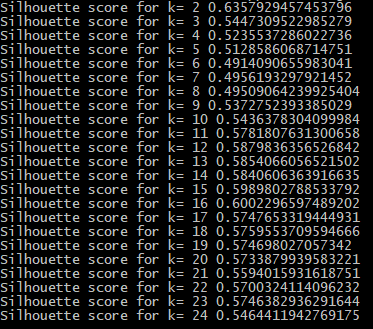 Silhouette score for k= 2 0.6357929457453796
Silhouette score for k= 3 0.5447309522985279
Silhouette score for k= 4 0.5235537286022736
Silhouette score for k= 5 0.5128586068714751
Silhouette score for k= 6 0.4914090655983041
Silhouette score for k= 7 0.4956193297921452
Silhouette score for k= 8 0.49509064239925404
Silhouette score for k= 9 0.5372752393385029
Silhouette score for k= 10 0.5436378304099984
Silhouette score for k= 11 0.5781807631300658
Silhouette score for k= 12 0.5879836356526842
Silhouette score for k= 13 0.5854066056521502
Silhouette score for k= 14 0.5840606363916635
Silhouette score for k= 15 0.5989802788533792
Silhouette score for k= 16 0.6002296597489202
Silhouette score for k= 17 0.5747653319444931
Silhouette score for k= 18 0.5759553709594666
Silhouette score for k= 19 0.574698027057342
Silhouette score for k= 20 0.5733879939583221
Silhouette score for k= 21 0.5594015931618751
Silhouette score for k= 22 0.5700324114096232
Silhouette score for k= 23 0.5746382936291644
Silhouette score for k= 24 0.5464411942769175